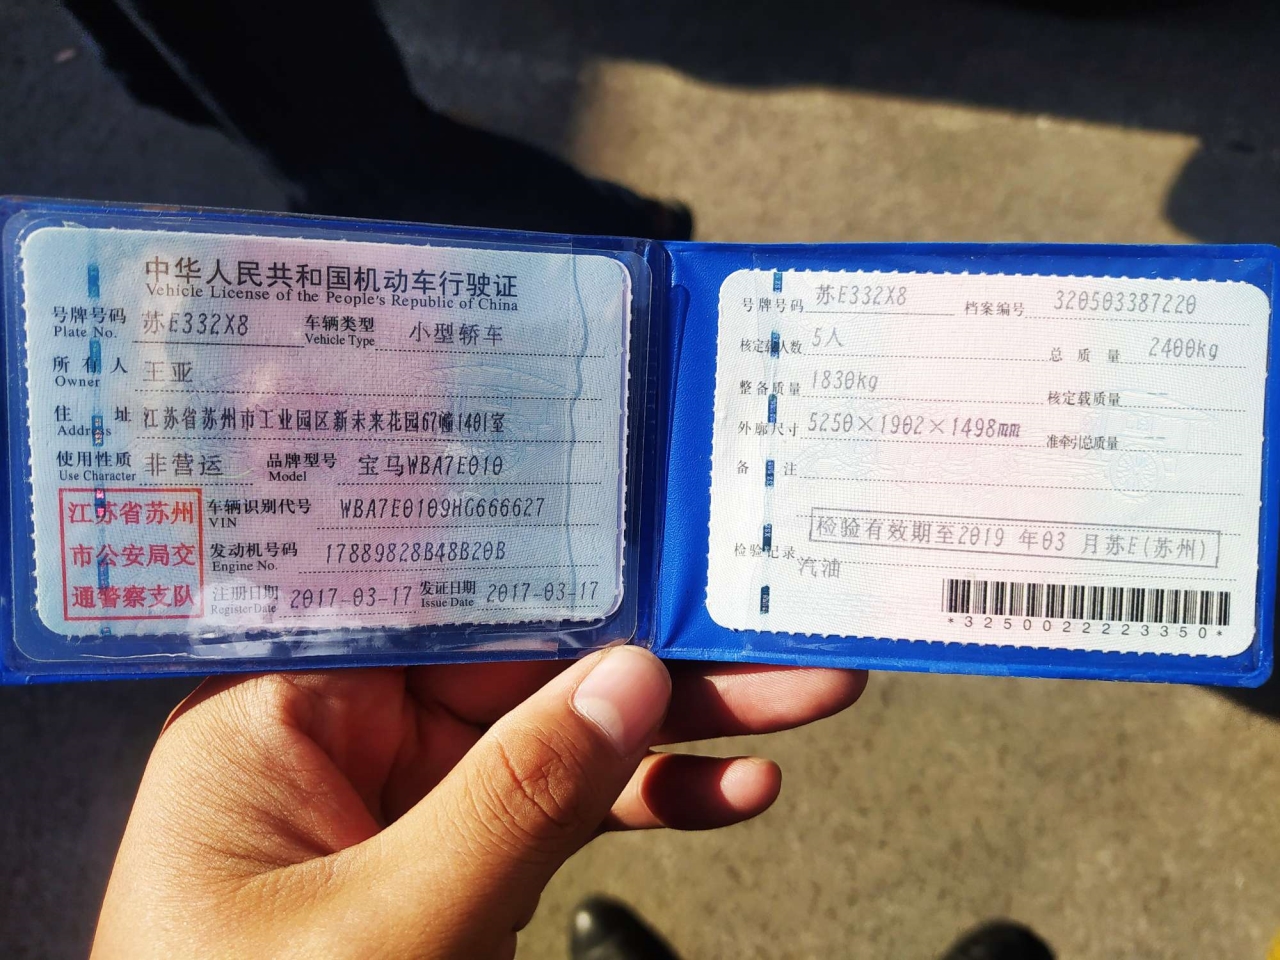 中华人民共和国机动车行驶证
Vehicle License of the People's Republic of China
号牌号码 苏E332X8 车辆类型 小型轿车
Plate No. Vehicle Type
所有人 王亚
Owner
住址 江苏省苏州市工业园区新未来花园67幢1401室
Address
使用性质 非营运 品牌型号 宝马WBA7E010
Use Character Model
江苏省苏州
市公安局交
通警察支队
车辆识别代号 WBA7E0109HG666627
VIN
发动机号码 17889828B48B20B
Engine No.
注册日期 2017-03-17 发证日期 2017-03-17
Register Date Issue Date
号牌号码 苏E332X8 档案编号 320503387220
核定载人数 5人 总质量 2400kg
整备质量 1830kg 核定载质量 --
外廓尺寸 5250×1902×1498mm 准牵引总质量 --
备注
检验有效期至2019 年03 月苏E(苏州)
检验记录
汽油
*3250022223350*